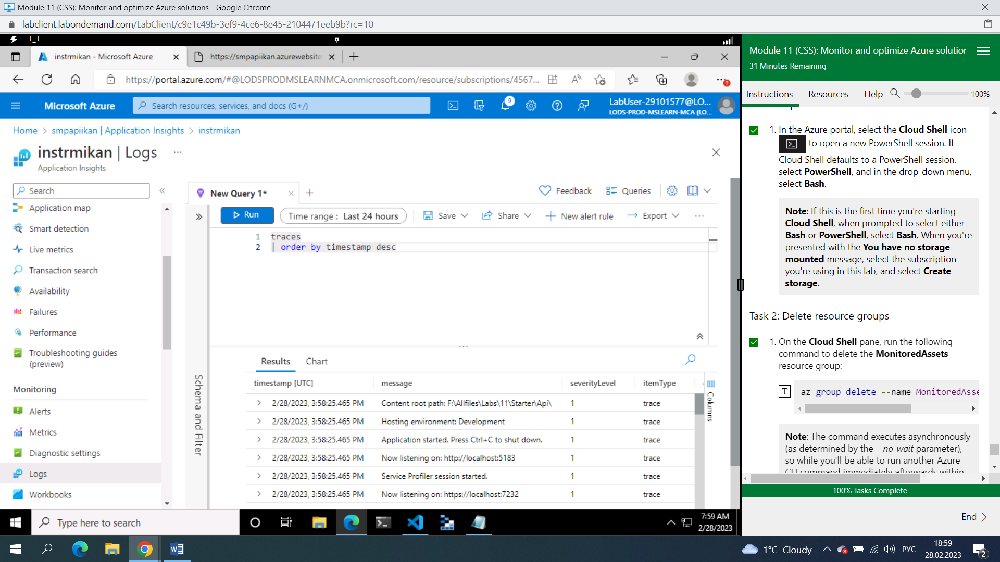 Module 11 (CSS): Monitor and optimize Azure solutions - Google Chrome
labclient.labondemand.com/LabClient/c9e1c49b-3ef9-4ce6-8e45-2104471eeb9b?rc=10
instrmikan - Microsoft Azure
https://smpapiikan.azurewebsite
https://portal.azure.com/#@LODSPRODMSLEARNMCA.onmicrosoft.com/resource/subscriptions/4567...
Microsoft Azure
Search resources, services, and docs (G+/)
9
LabUser-29101577@LO...
LODS-PROD-MSLEARN-MCA (LO...
Home > smpapiikan | Application Insights > instrmikan
instrmikan | Logs ...
Application Insights
Search
Application map
Smart detection
Live metrics
Transaction search
Availability
Failures
Performance
Troubleshooting guides
(preview)
Monitoring
Alerts
Metrics
Diagnostic settings
Logs
Workbooks
New Query 1*
Feedback
Queries
Run
Time range : Last 24 hours
Save
Share
New alert rule
Export
...
1 traces
2 | order by timestamp desc
Schema and Filter
Results
Chart
timestamp [UTC] message severityLevel itemType
2/28/2023, 3:58:25.465 PM Content root path: F:\Allfiles\Labs\11\Starter\Api\ 1 trace
2/28/2023, 3:58:25.465 PM Hosting environment: Development 1 trace
2/28/2023, 3:58:25.465 PM Application started. Press Ctrl+C to shut down. 1 trace
2/28/2023, 3:58:25.465 PM Now listening on: http://localhost:5183 1 trace
2/28/2023, 3:58:25.465 PM Service Profiler session started. 1 trace
2/28/2023, 3:58:25.465 PM Now listening on: https://localhost:7232 1 trace
Columns
Type here to search
7:59 AM
2/28/2023
Module 11 (CSS): Monitor and optimize Azure solutior
31 Minutes Remaining
Instructions
Resources
Help
100%
1. In the Azure portal, select the Cloud Shell icon
to open a new PowerShell session. If
Cloud Shell defaults to a PowerShell session,
select PowerShell, and in the drop-down menu,
select Bash.
Note: If this is the first time you're starting
Cloud Shell, when prompted to select either
Bash or PowerShell, select Bash. When you're
presented with the You have no storage
mounted message, select the subscription
you're using in this lab, and select Create
storage.
Task 2: Delete resource groups
1. On the Cloud Shell pane, run the following
command to delete the MonitoredAssets
resource group:
T
az group delete --name MonitoredAsse
Note: The command executes asynchronously
(as determined by the --no-wait parameter),
so while you'll be able to run another Azure
CLI command immediately afterwards within
100% Tasks Complete
End
1°C Cloudy
РУС
18:59
28.02.2023
2